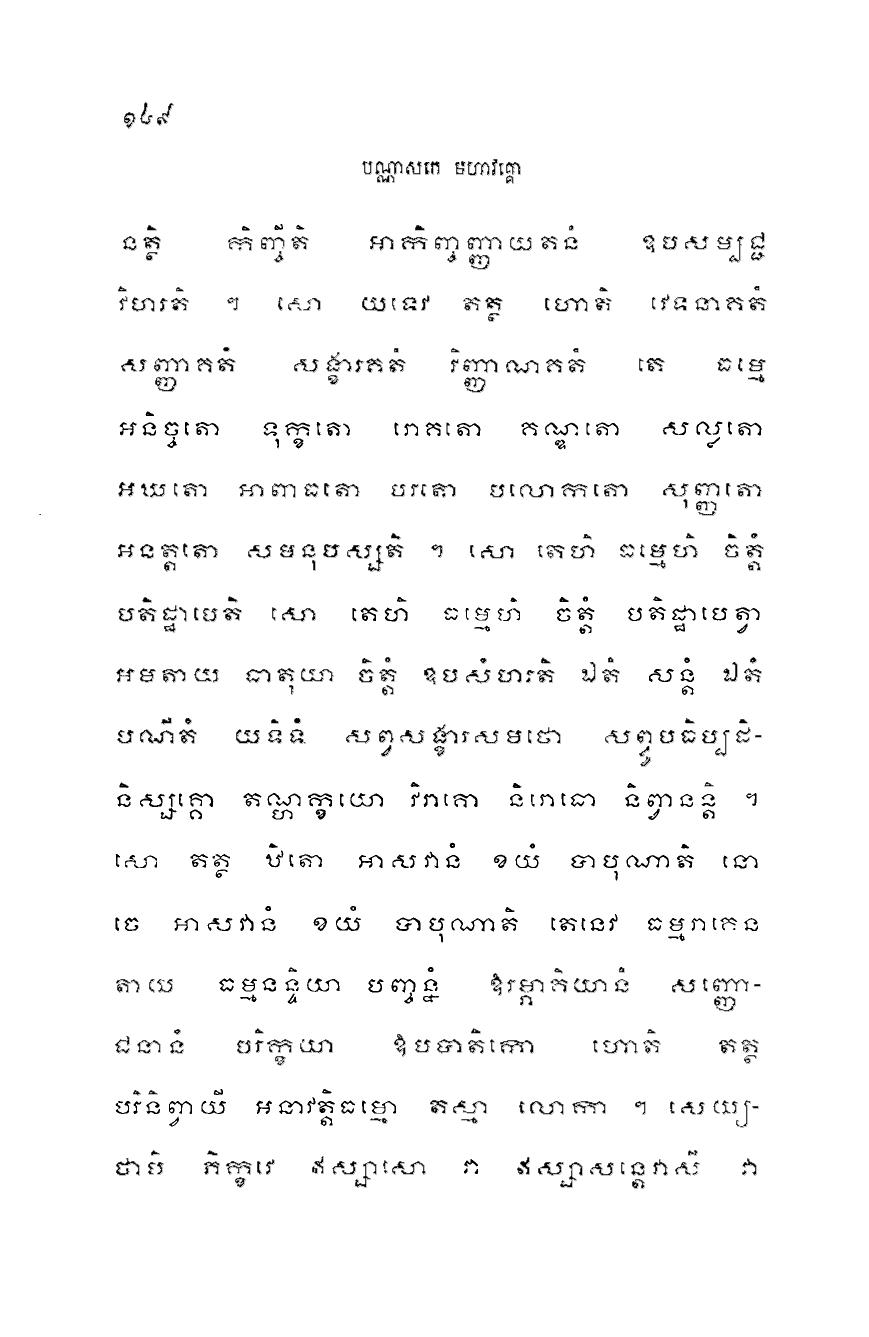 ១៤៩
បណ្ណាសកេ មហាវគ្គោ
នត្ថិ កិញ្ចីតិ អាកិញ្ចញ្ញាយតនំ ឧបសម្បជ្ជ
វិហរតិ ។ សោ យទេវ តត្ថ ហោតិ វេទនាគតំ
សញ្ញាគតំ សង្ខារគតំ វិញ្ញាណគតំ តេ ធម្មេ
អនិច្ចតោ ទុក្ខតោ រោគតោ គណ្ឌតោ សល្លតោ
អឃតោ អាពាធតោ បរតោ បលោកតោ សុញ្ញតោ
អនត្តតោ សមនុបស្សតិ ។ សោ តេហិ ធម្មេហិ ចិត្តំ
បតិដ្ឋាបេតិ សោ តេហិ ធម្មេហិ ចិត្តំ បតិដ្ឋាបេត្វា
អមតាយ ធាតុយា ចិត្តំ ឧបសំហរតិ ឯតំ សន្តំ ឯតំ
បណីតំ យទិទំ សព្វសង្ខារសមថោ សព្វូបធិប្បដិ-
និស្សគ្គោ តណ្ហក្ខយោ វិរាគោ និរោធោ និព្វានន្តិ ។
សោ តត្ថ ឋិតោ អាសវានំ ខយំ បាបុណាតិ នោ
ចេ អាសវានំ ខយំ បាបុណាតិ តេនេវ ធម្មរាគេន
តាយ ធម្មនន្ទិយា បញ្ចន្នំ ឱរម្ភាគិយានំ សញ្ញោ-
ជនានំ បរិក្ខយា ឱបបាតិកោ ហោតិ តត្ថ
បរិនិព្វាយី អនាវត្តិធម្មោ តស្មា លោកា ។ សេយ្យ-
ថាបិ ភិក្ខវេ ឥស្សាសោ វា ឥស្សាសន្តេវាសី វា